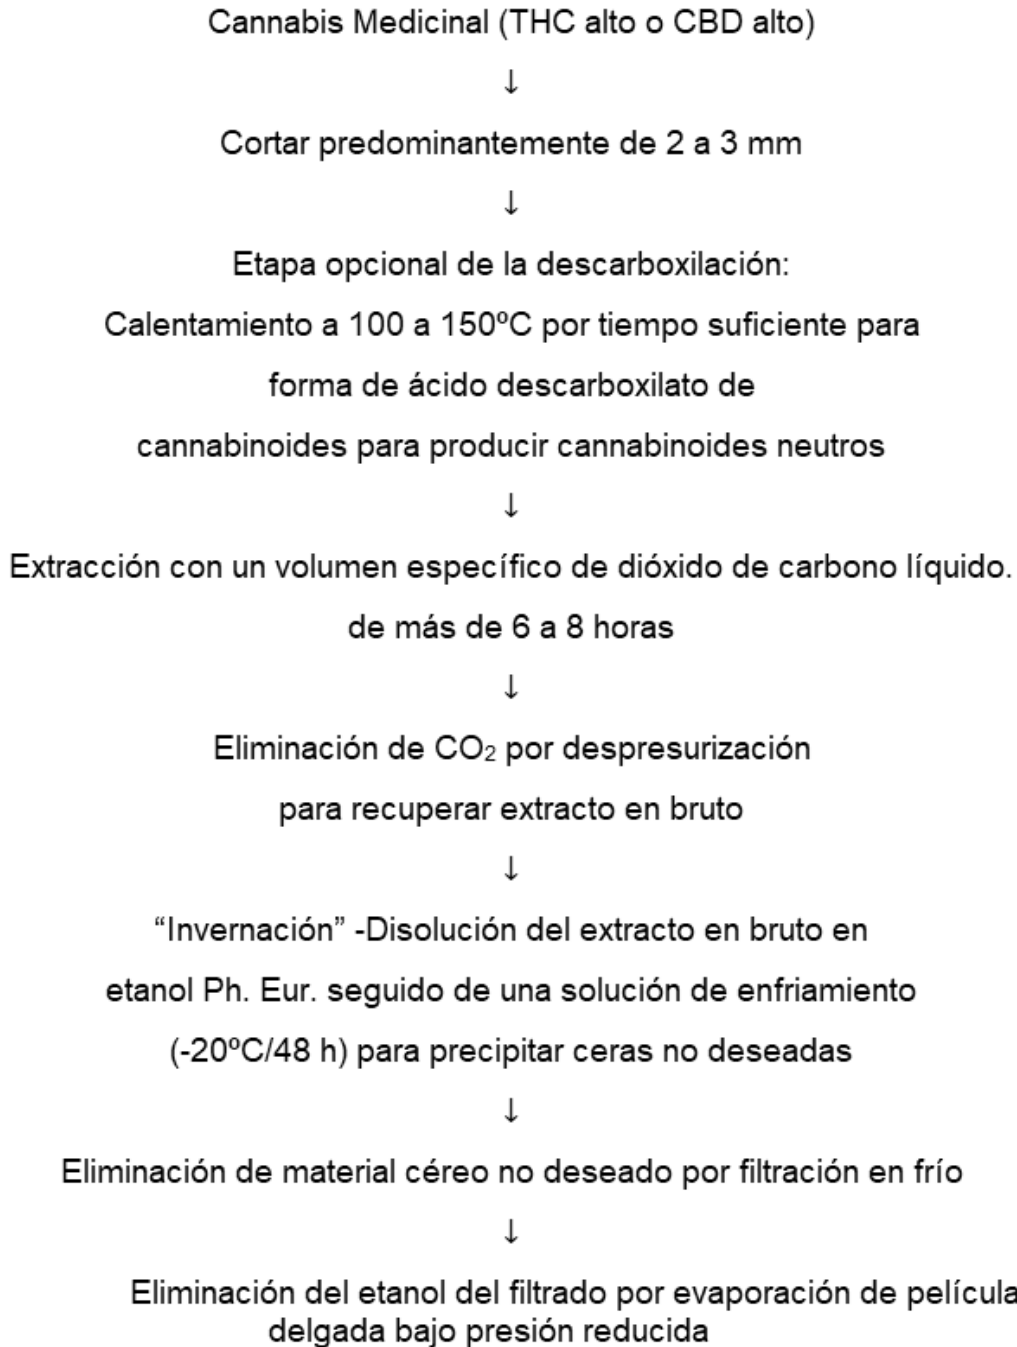 Cannabis Medicinal (THC alto o CBD alto)
↓
Cortar predominantemente de 2 a 3 mm
↓
Etapa opcional de la descarboxilación:
Calentamiento a 100 a 150ºC por tiempo suficiente para
forma de ácido descarboxilato de
cannabinoides para producir cannabinoides neutros
↓
Extracción con un volumen específico de dióxido de carbono líquido.
de más de 6 a 8 horas
↓
Eliminación de CO₂ por despresurización
para recuperar extracto en bruto
↓
“Invernación” -Disolución del extracto en bruto en
etanol Ph. Eur. seguido de una solución de enfriamiento
(-20ºC/48 h) para precipitar ceras no deseadas
↓
Eliminación de material céreo no deseado por filtración en frío
↓
Eliminación del etanol del filtrado por evaporación de película
delgada bajo presión reducida